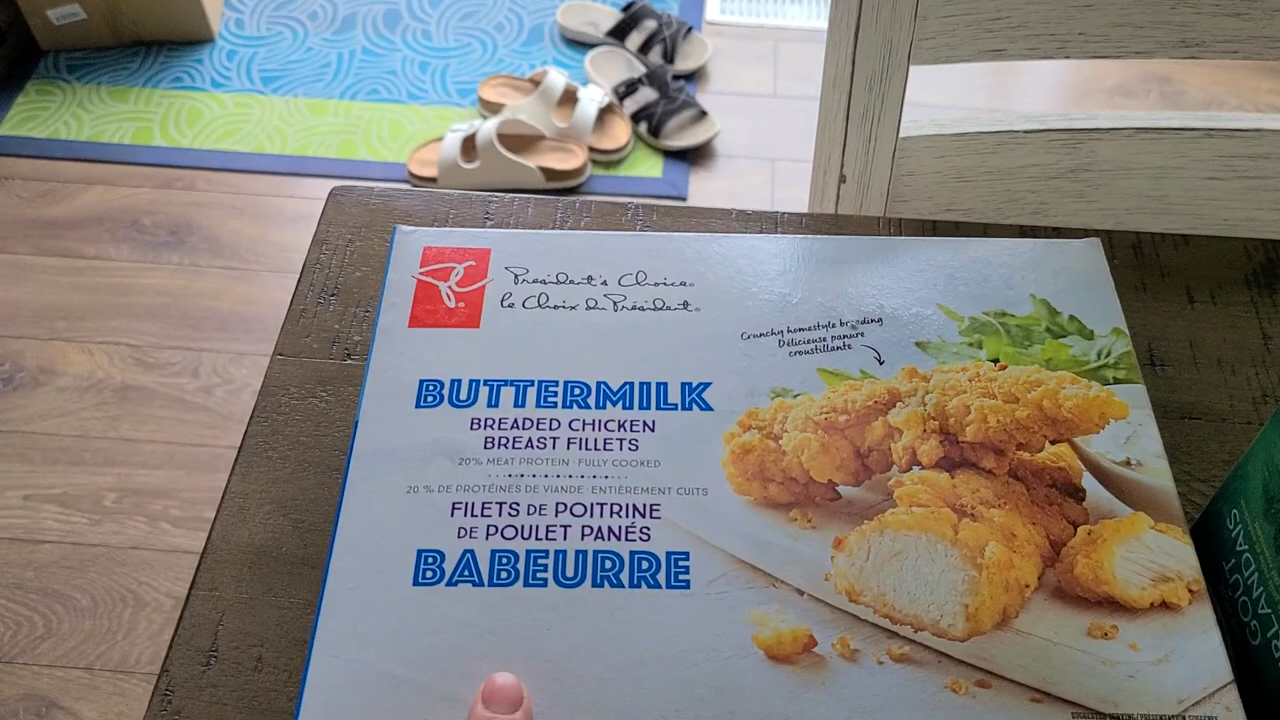 President's Choice
le Choix du Président
Crunchy homestyle breading
Délicieuse panure
croustillante
BUTTERMILK
BREADED CHICKEN
BREAST FILLETS
20% MEAT PROTEIN · FULLY COOKED
20 % DE PROTÉINES DE VIANDE · ENTIÈREMENT CUITS
FILETS DE POITRINE
DE POULET PANÉS
BABEURRE
GOÛT